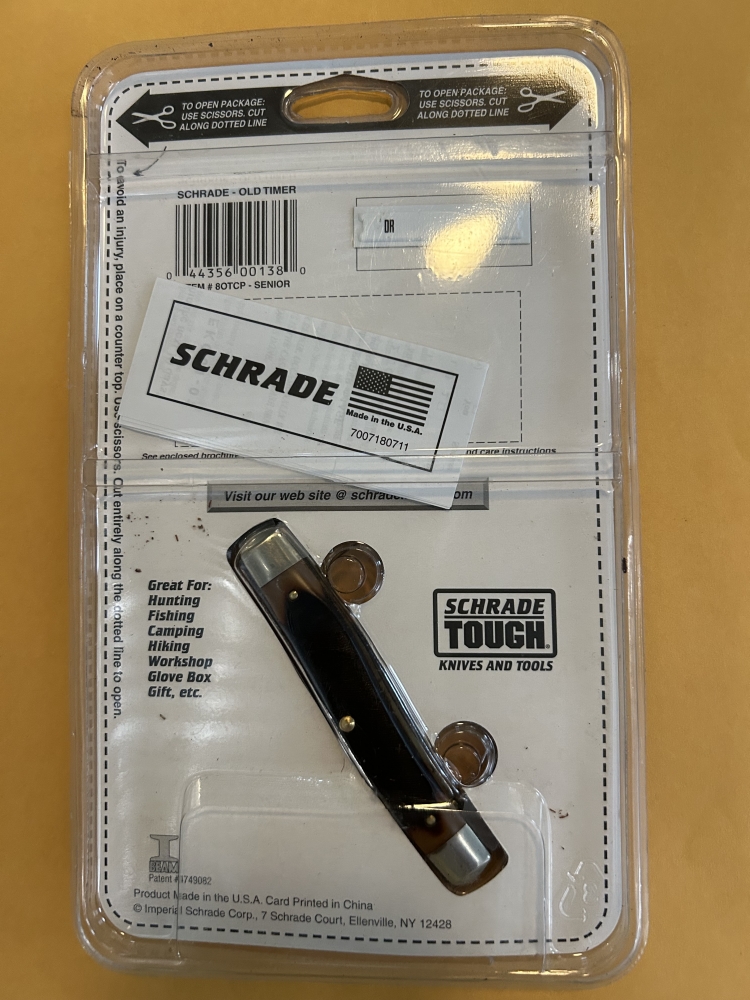 TO OPEN PACKAGE:
USE SCISSORS. CUT
ALONG DOTTED LINE
TO OPEN PACKAGE:
USE SCISSORS. CUT
ALONG DOTTED LINE
To avoid an injury, place on a counter top. Use scissors. Cut entirely along the dotted line to open.
SCHRADE - OLD TIMER
0 44356 00138 0
EM # 8OTCP - SENIOR
DR
SCHRADE
Made in the U.S.A.
7007180711
See enclosed brochure
nd care instructions.
Visit our web site @ schrade
om
Great For:
Hunting
Fishing
Camping
Hiking
Workshop
Glove Box
Gift, etc.
SCHRADE
TOUGH®
KNIVES AND TOOLS
Patent # 4749082
Product Made in the U.S.A. Card Printed in China
© Imperial Schrade Corp., 7 Schrade Court, Ellenville, NY 12428